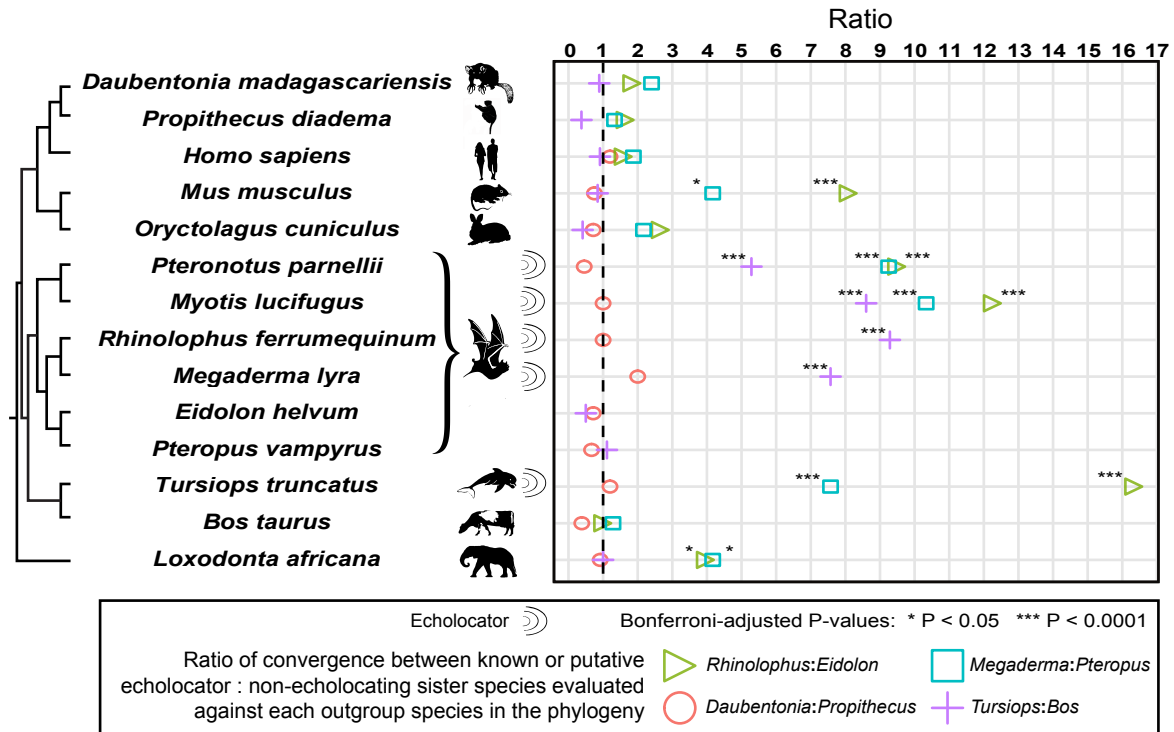 Ratio
0 1 2 3 4 5 6 7 8 9 10 11 12 13 14 15 16 17
Daubentonia madagascariensis
Propithecus diadema
Homo sapiens
Mus musculus * ***
Oryctolagus cuniculus
Pteronotus parnellii *** *** ***
Myotis lucifugus *** *** ***
Rhinolophus ferrumequinum ***
Megaderma lyra ***
Eidolon helvum
Pteropus vampyrus
Tursiops truncatus *** ***
Bos taurus
Loxodonta africana * *
Echolocator Bonferroni-adjusted P-values: * P < 0.05 *** P < 0.0001
Ratio of convergence between known or putative
echolocator : non-echolocating sister species evaluated
against each outgroup species in the phylogeny
Rhinolophus:Eidolon Megaderma:Pteropus
Daubentonia:Propithecus Tursiops:Bos